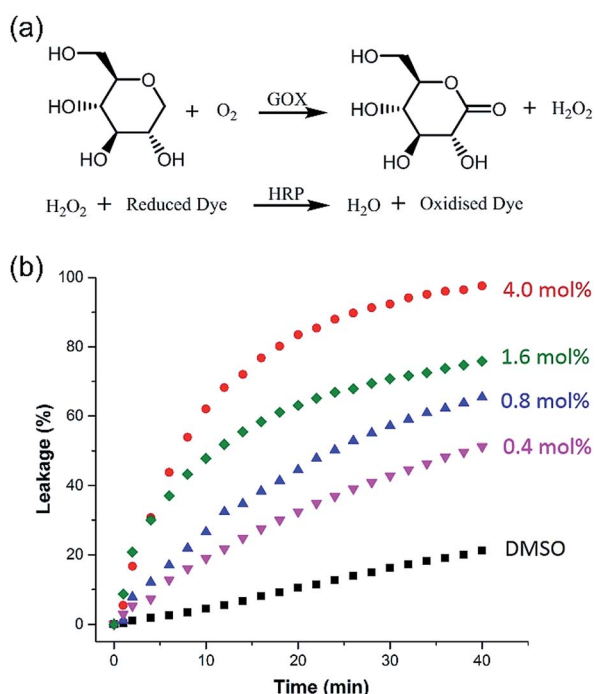 (a)
HO
HO
HO
OH
O
+ O₂
GOX
HO
HO
HO
OH
O
O
+ H₂O₂
H₂O₂ + Reduced Dye
HRP
H₂O + Oxidised Dye
(b)
100
80
60
40
20
0
Leakage (%)
4.0 mol%
1.6 mol%
0.8 mol%
0.4 mol%
DMSO
0 10 20 30 40
Time (min)